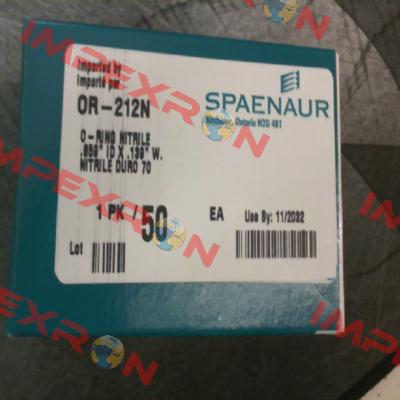 Imported by
Importé par
OR-212N
SPAENAUR
Kitchener, Ontario N2G 4B1
O-RING NITRILE
.859" ID X .139" W.
NITRILE DURO 70
1 PK / 50
EA
Use By: 11/2032
Lot
IMPEXRON
IMPEXRON
IMPEXRON
IMPEXRON